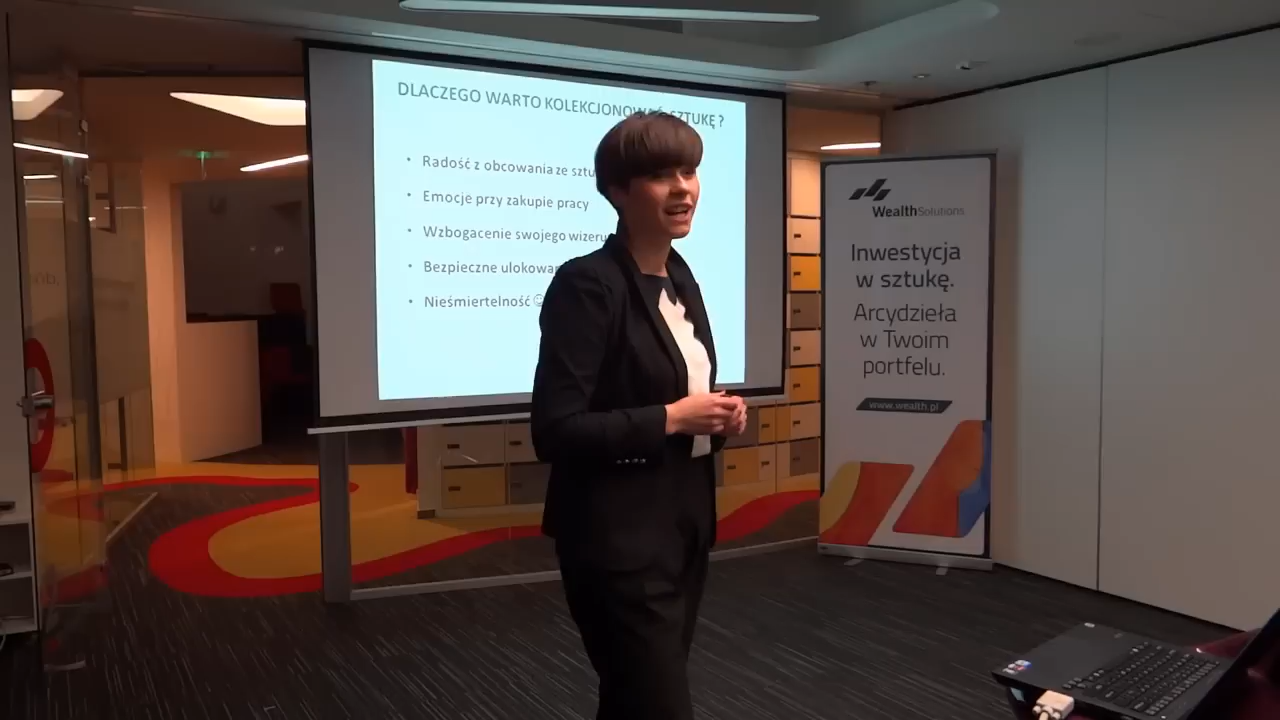 DLACZEGO WARTO KOLEKCJONOWAĆ SZTUKĘ ?
• Radość z obcowania ze sztu
• Emocje przy zakupie pracy
• Wzbogacenie swojego wizeru
• Bezpieczne ulokowan
• Nieśmiertelność ☺
WealthSolutions
Inwestycja
w sztukę.
Arcydzieła
w Twoim
portfelu.
www.wealth.pl